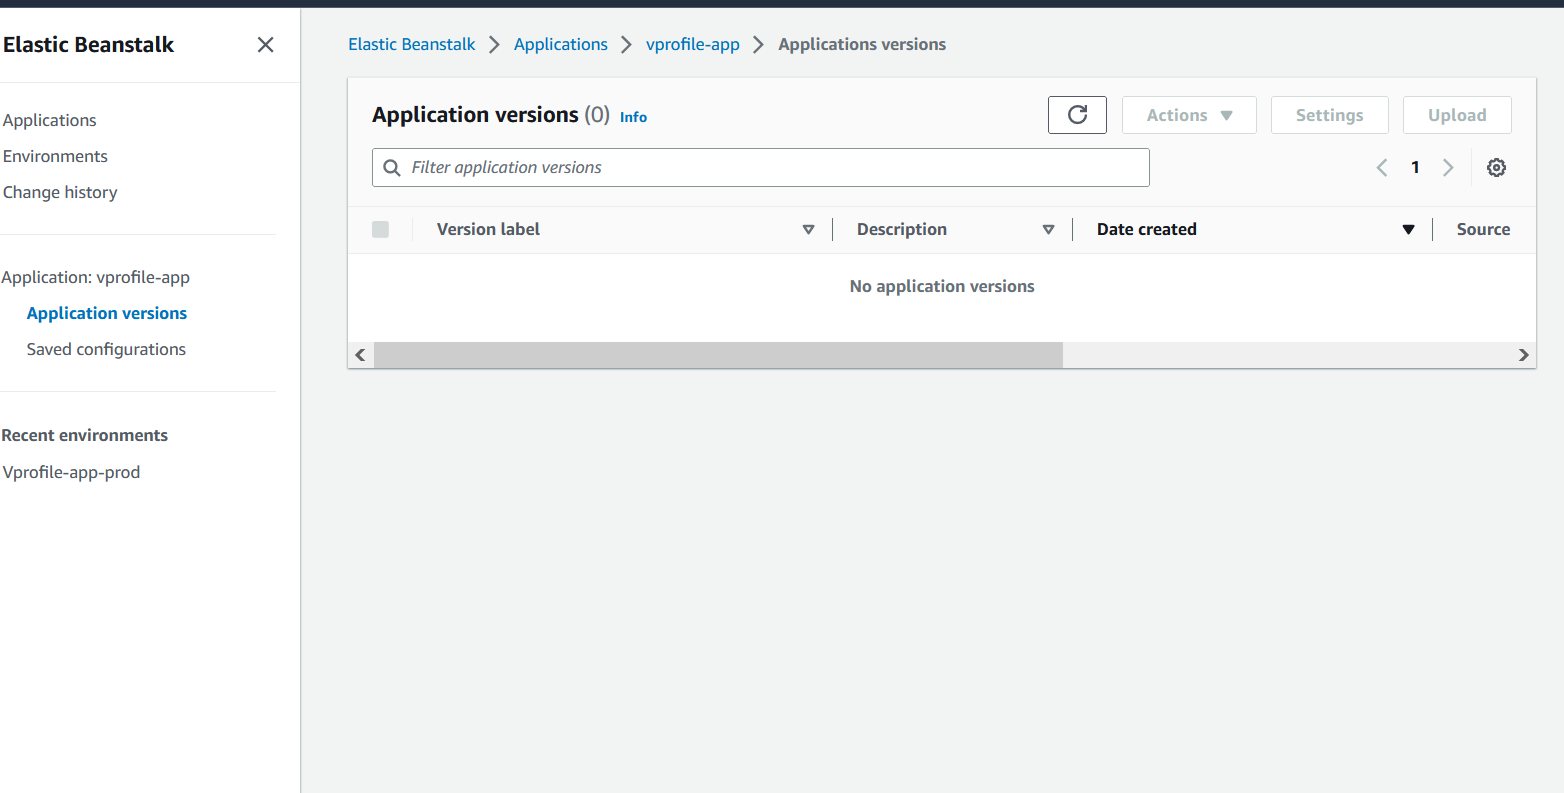 Elastic Beanstalk
Applications
Environments
Change history
Application: vprofile-app
Application versions
Saved configurations
Recent environments
Vprofile-app-prod
Elastic Beanstalk Applications vprofile-app Applications versions
Application versions (0) Info
Actions Settings Upload
Filter application versions
1
Version label Description Date created Source
No application versions